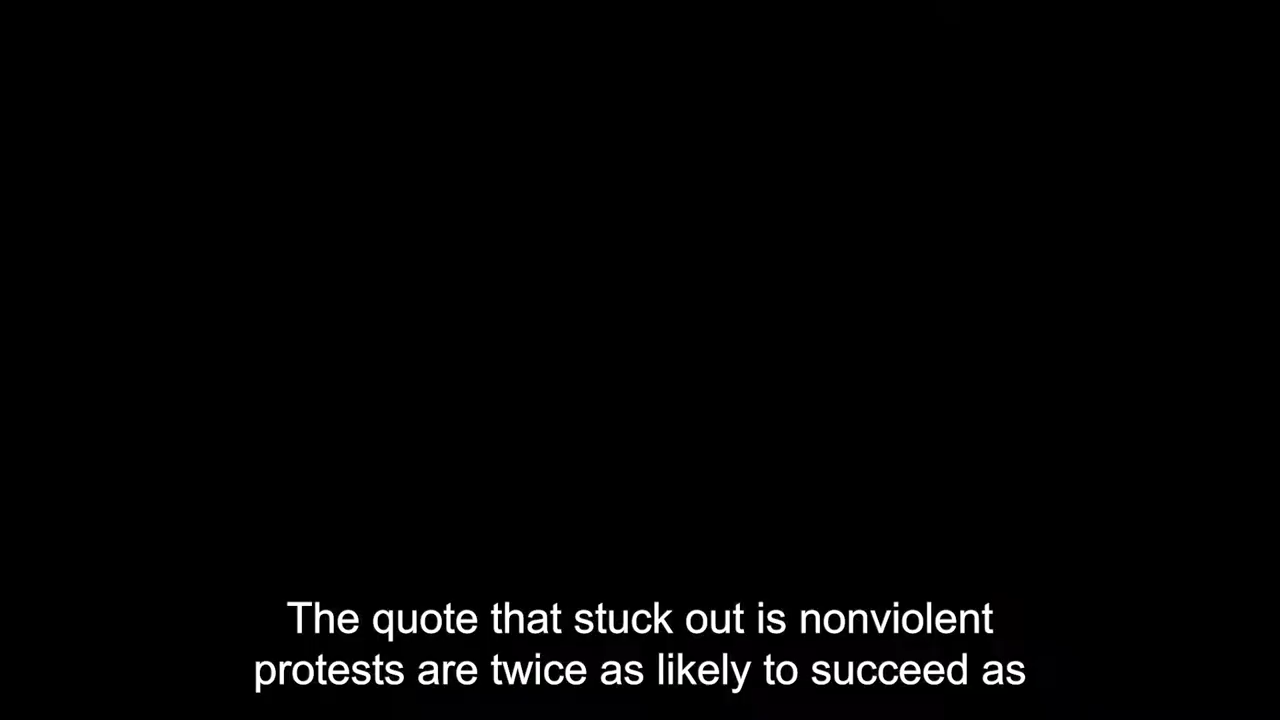 The quote that stuck out is nonviolent
protests are twice as likely to succeed as